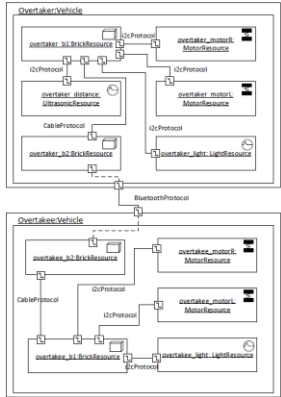 Overtaker:Vehicle
i2cProtocol
overtaker_b1:BrickResource
overtaker_motorR:
MotorResource
i2cProtocol
i2cProtocol
overtaker_distance:
UltrasonicResource
overtaker_motorL:
MotorResource
CableProtocol
i2cProtocol
overtaker_b2:BrickResource
overtaker_light: LightResource
BluetoothProtocol
Overtakee:Vehicle
overtakee_b2:BrickResource
overtakee_motorR:
MotorResource
i2cProtocol
CableProtocol
overtakee_motorL:
MotorResource
i2cProtocol
overtakee_b1:BrickResource
overtakee_light: LightResource
i2cProtocol